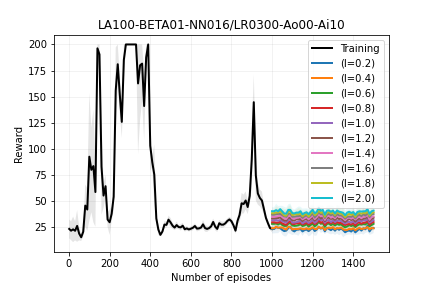 LA100-BETA01-NN016/LR0300-Ao00-Ai10
Reward
200
175
150
125
100
75
50
25
0
200
400
600
800
1000
1200
1400
Number of episodes
Training
(l=0.2)
(l=0.4)
(l=0.6)
(l=0.8)
(l=1.0)
(l=1.2)
(l=1.4)
(l=1.6)
(l=1.8)
(l=2.0)